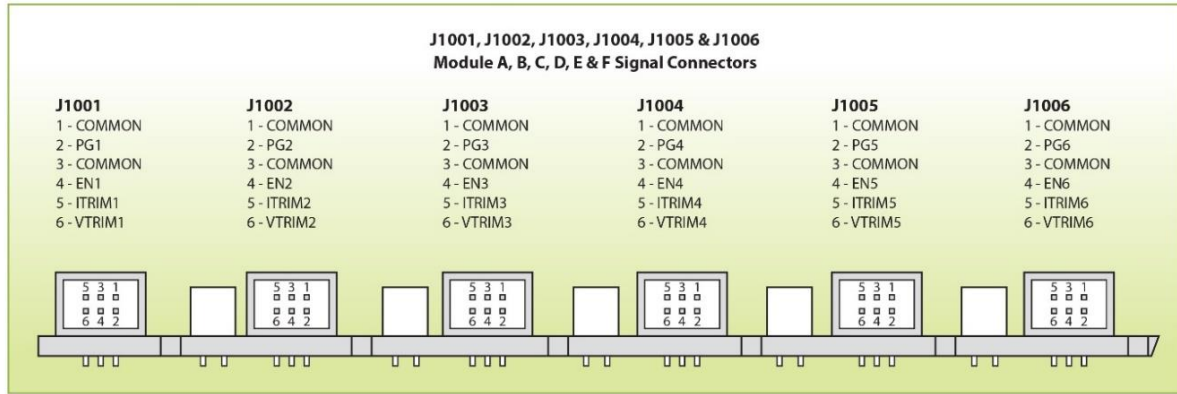 J1001, J1002, J1003, J1004, J1005 & J1006
Module A, B, C, D, E & F Signal Connectors
J1001
1 - COMMON
2 - PG1
3 - COMMON
4 - EN1
5 - ITRIM1
6 - VTRIM1
J1002
1 - COMMON
2 - PG2
3 - COMMON
4 - EN2
5 - ITRIM2
6 - VTRIM2
J1003
1 - COMMON
2 - PG3
3 - COMMON
4 - EN3
5 - ITRIM3
6 - VTRIM3
J1004
1 - COMMON
2 - PG4
3 - COMMON
4 - EN4
5 - ITRIM4
6 - VTRIM4
J1005
1 - COMMON
2 - PG5
3 - COMMON
4 - EN5
5 - ITRIM5
6 - VTRIM5
J1006
1 - COMMON
2 - PG6
3 - COMMON
4 - EN6
5 - ITRIM6
6 - VTRIM6
5 3 1
6 4 2
5 3 1
6 4 2
5 3 1
6 4 2
5 3 1
6 4 2
5 3 1
6 4 2
5 3 1
6 4 2